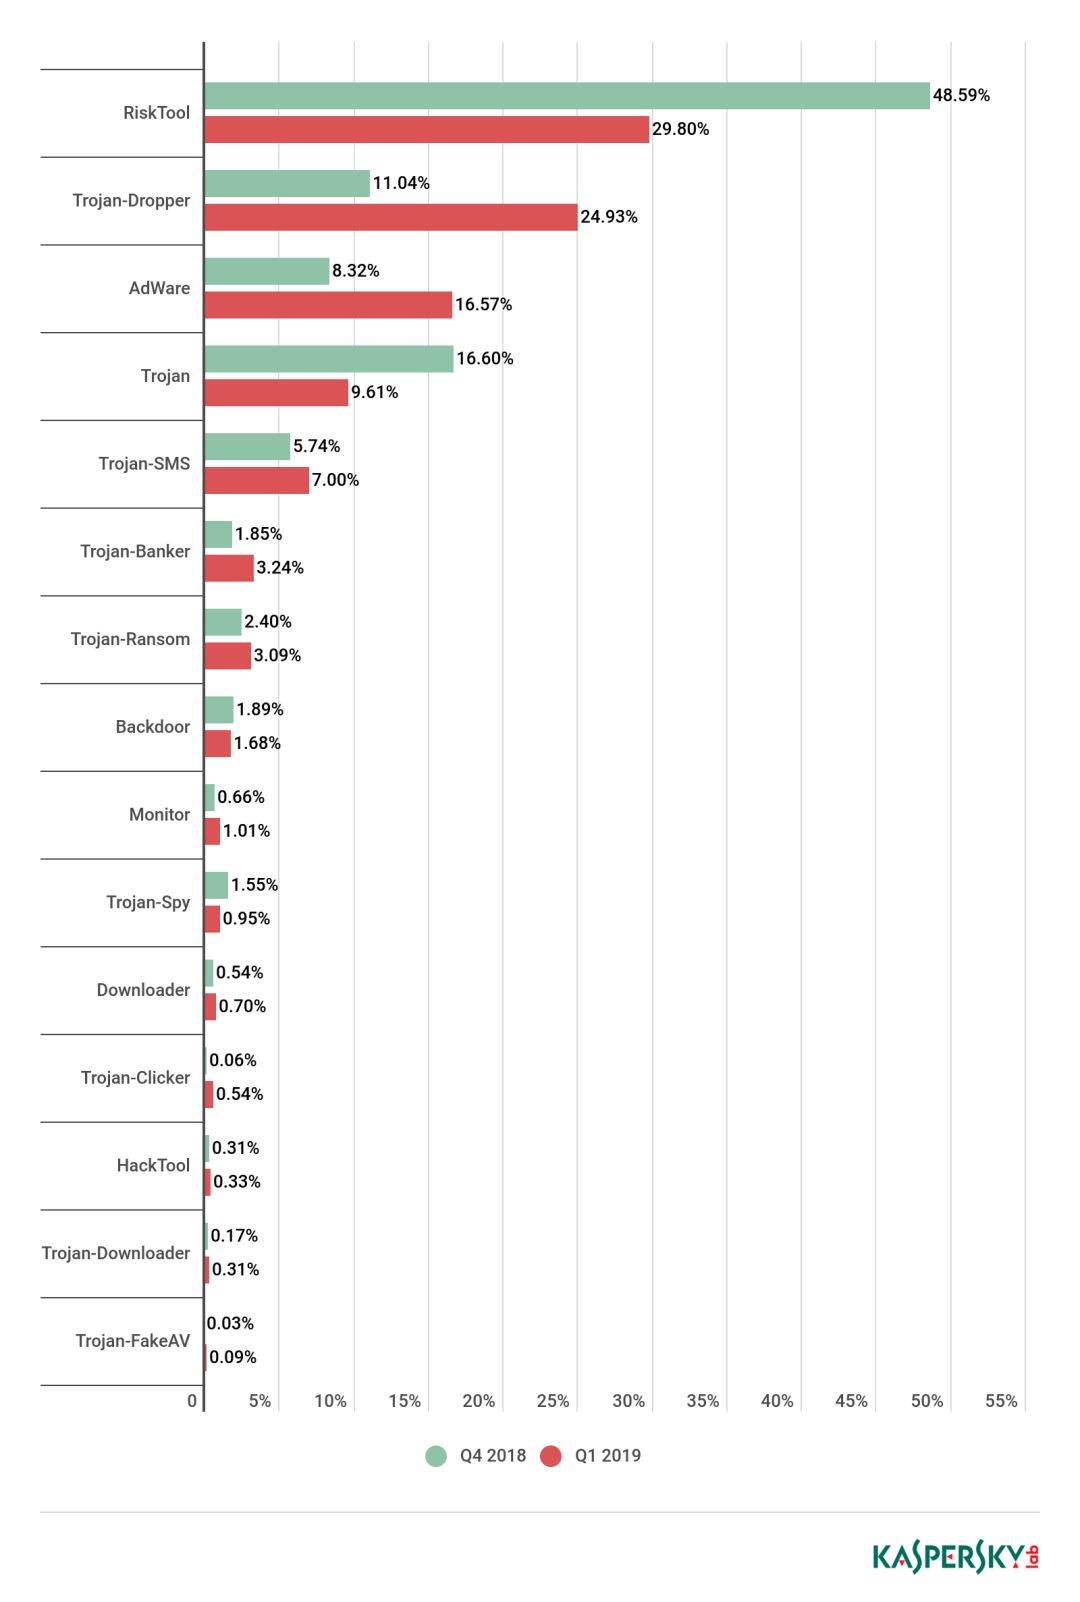 RiskTool
48.59%
29.80%
Trojan-Dropper
11.04%
24.93%
AdWare
8.32%
16.57%
Trojan
16.60%
9.61%
Trojan-SMS
5.74%
7.00%
Trojan-Banker
1.85%
3.24%
Trojan-Ransom
2.40%
3.09%
Backdoor
1.89%
1.68%
Monitor
0.66%
1.01%
Trojan-Spy
1.55%
0.95%
Downloader
0.54%
0.70%
Trojan-Clicker
0.06%
0.54%
HackTool
0.31%
0.33%
Trojan-Downloader
0.17%
0.31%
Trojan-FakeAV
0.03%
0.09%
0 5% 10% 15% 20% 25% 30% 35% 40% 45% 50% 55%
Q4 2018 Q1 2019
KASPERSKY lab